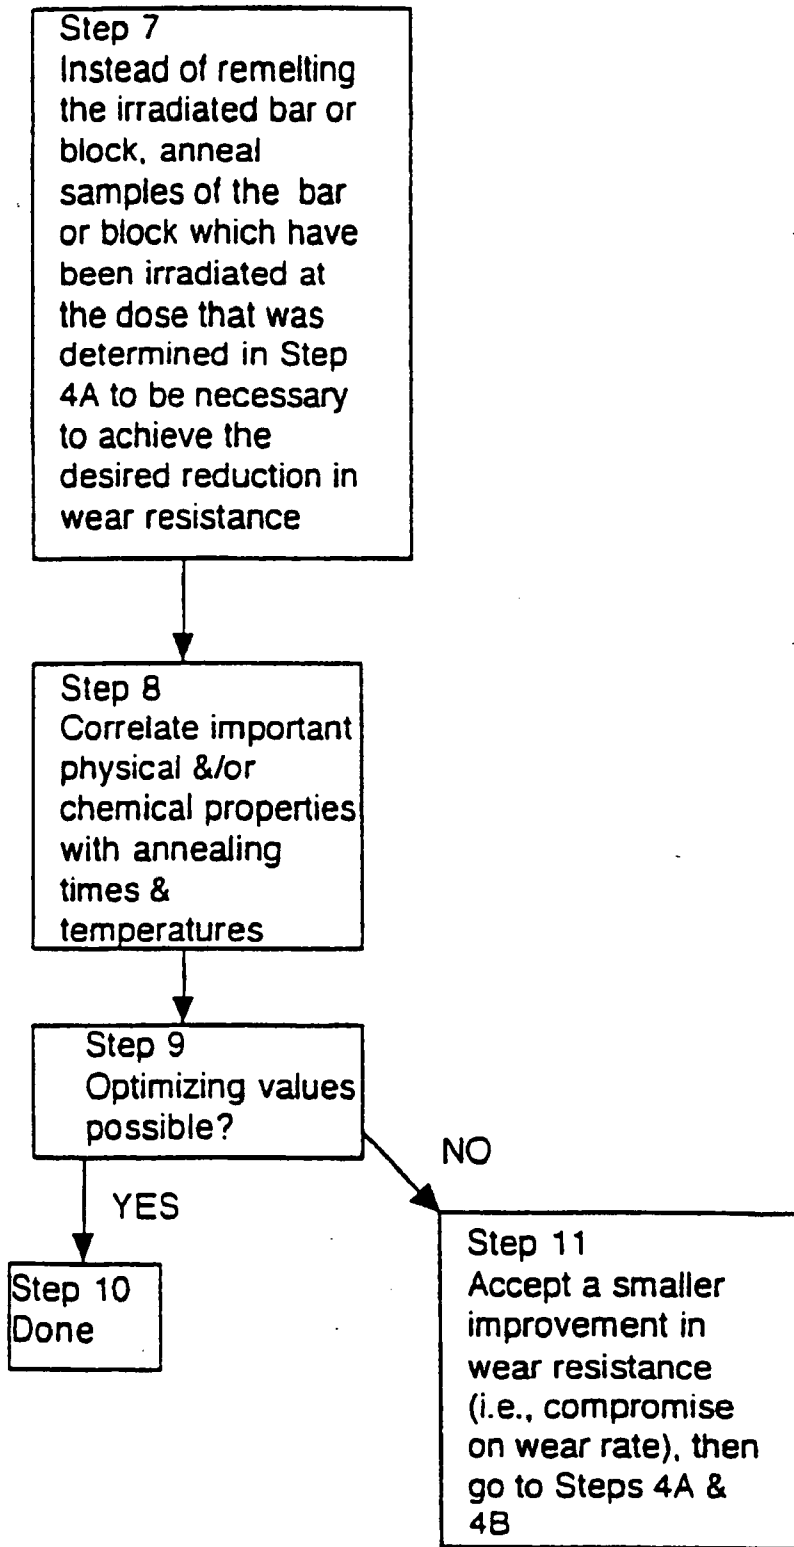 Step 7
Instead of remelting
the irradiated bar or
block, anneal
samples of the bar
or block which have
been irradiated at
the dose that was
determined in Step
4A to be necessary
to achieve the
desired reduction in
wear resistance
Step 8
Correlate important
physical &/or
chemical properties
with annealing
times &
temperatures
Step 9
Optimizing values
possible?
NO
YES
Step 10
Done
Step 11
Accept a smaller
improvement in
wear resistance
(i.e., compromise
on wear rate), then
go to Steps 4A &
4B